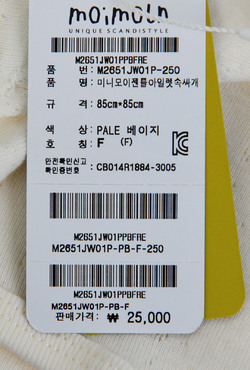 moimoln
UNIQUE SCANDISTYLE
M2651JW01PPBFRE
품 번: M2651JW01P-250
품 명: 미니모이젠틀아일렛속싸개
규 격: 85cm*85cm
색 상: PALE 베이지
호 칭: F (F)
안전확인신고
확인증번호 : CB014R1884-3005
M2651JW01PPBFRE
M2651JW01P-PB-F-250
M2651JW01PPBFRE
M2651JW01P-PB-F
판매가격: ₩ 25,000